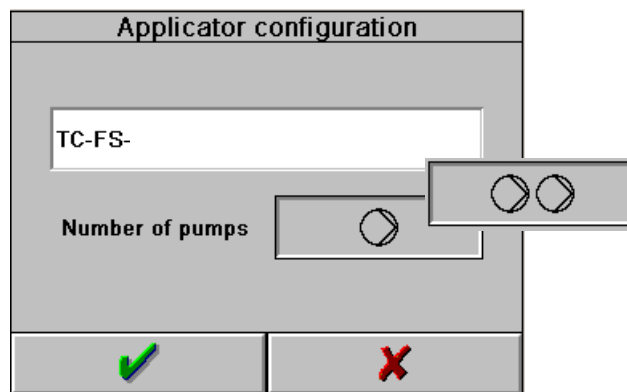 Applicator configuration
TC-FS-
Number of pumps